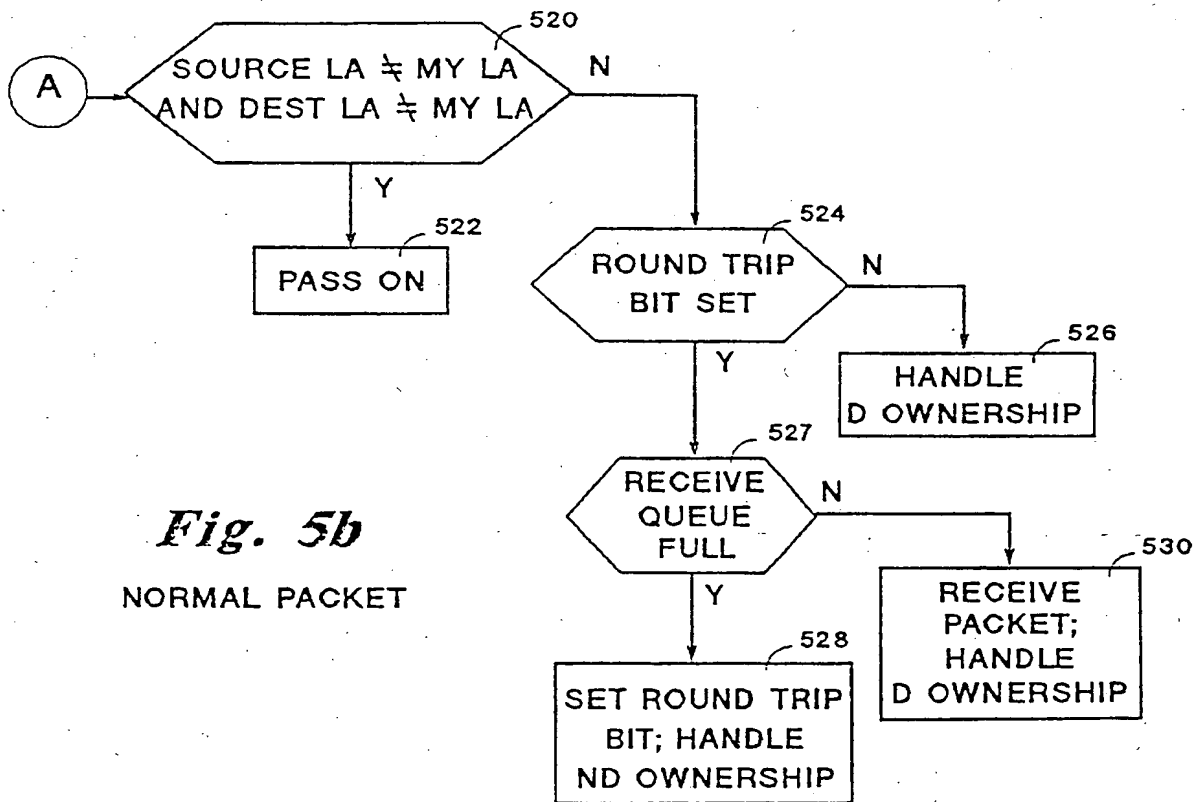 520
A
SOURCE LA ≠ MY LA
AND DEST LA ≠ MY LA
N
Y
522
PASS ON
524
ROUND TRIP
BIT SET
N
Y
526
HANDLE
D OWNERSHIP
527
RECEIVE
QUEUE
FULL
N
Y
Fig. 5b
NORMAL PACKET
530
RECEIVE
PACKET;
HANDLE
D OWNERSHIP
528
SET ROUND TRIP
BIT; HANDLE
ND OWNERSHIP